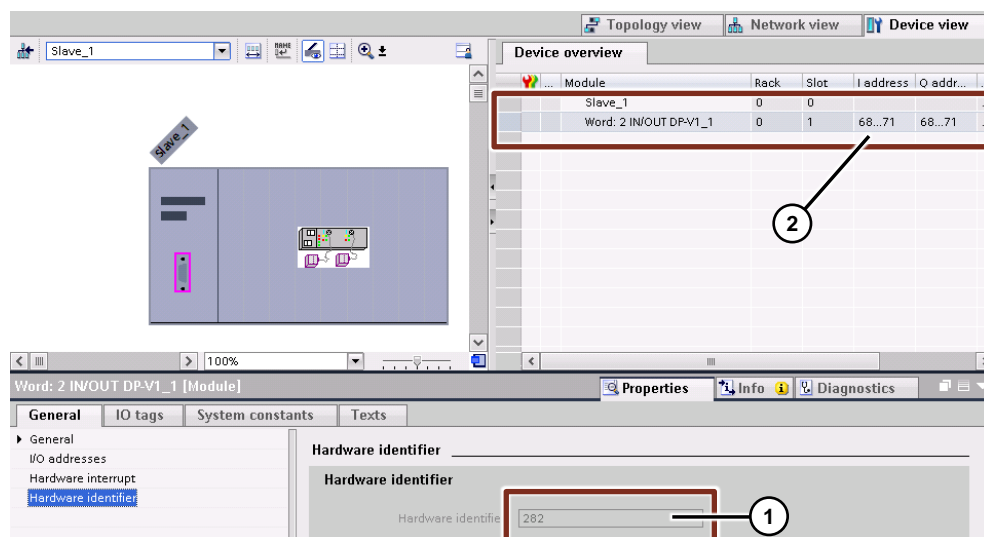 Topology view Network view Device view
Slave_1 NAME Device overview
... Module Rack Slot I address Q addr... ...
Slave_1 0 0
Word: 2 IN/OUT DP-V1_1 0 1 68...71 68...71
slave_1
2
100%
Word: 2 IN/OUT DP-V1_1 [Module] Properties Info Diagnostics
General IO tags System constants Texts
General
I/O addresses
Hardware interrupt
Hardware identifier
Hardware identifier
Hardware identifier
Hardware identifie 282 1